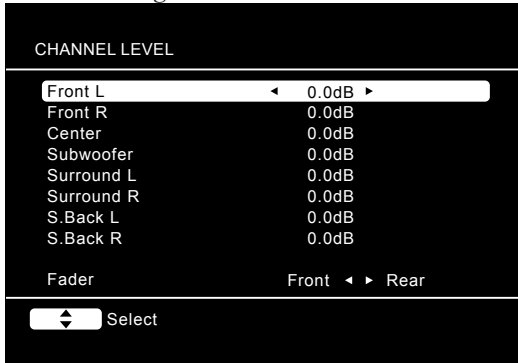 CHANNEL LEVEL
Front L ◄ 0.0dB ►
Front R 0.0dB
Center 0.0dB
Subwoofer 0.0dB
Surround L 0.0dB
Surround R 0.0dB
S.Back L 0.0dB
S.Back R 0.0dB
Fader Front ◄ ► Rear
Select